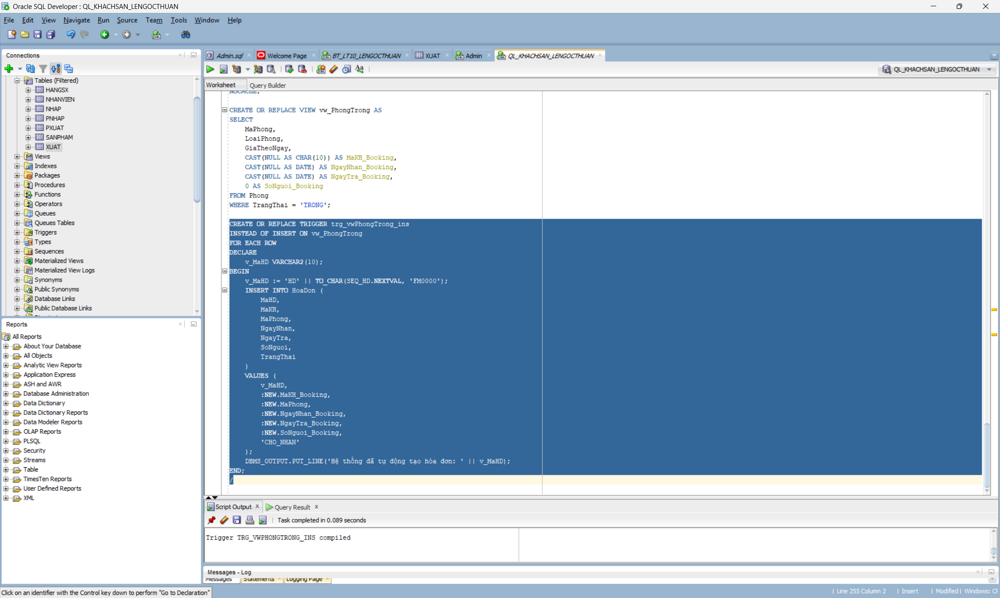 Oracle SQL Developer : QL_KHACHSAN_LENGOCTHUAN
File Edit View Navigate Run Source Team Tools Window Help
Connections
Tables (Filtered)
HANGSX
NHANVIEN
NHAP
PNHAP
PXUAT
SANPHAM
XUAT
Views
Indexes
Packages
Procedures
Functions
Operators
Queues
Queues Tables
Triggers
Types
Sequences
Materialized Views
Materialized View Logs
Synonyms
Public Synonyms
Database Links
Public Database Links
Reports
All Reports
About Your Database
All Objects
Analytic View Reports
Application Express
ASH and AWR
Database Administration
Data Dictionary
Data Dictionary Reports
Data Modeler Reports
OLAP Reports
PLSQL
Security
Streams
Table
TimesTen Reports
User Defined Reports
XML
Admin.sql Welcome Page BT_LT10_LENGOCTHUAN XUAT Admin QL_KHACHSAN_LENGOCTHUAN
QL_KHACHSAN_LENGOCTHUAN
Worksheet Query Builder
NOCACHE;
CREATE OR REPLACE VIEW vw_PhongTrong AS
SELECT
MaPhong,
LoaiPhong,
GiaTheoNgay,
CAST(NULL AS CHAR(10)) AS MaKH_Booking,
CAST(NULL AS DATE) AS NgayNhan_Booking,
CAST(NULL AS DATE) AS NgayTra_Booking,
0 AS SoNguoi_Booking
FROM Phong
WHERE TrangThai = 'TRONG';
CREATE OR REPLACE TRIGGER trg_vwPhongTrong_ins
INSTEAD OF INSERT ON vw_PhongTrong
FOR EACH ROW
DECLARE
v_MaHD VARCHAR2(10);
BEGIN
v_MaHD := 'HD' || TO_CHAR(SEQ_HD.NEXTVAL, 'FM0000');
INSERT INTO HoaDon (
MaHD,
MaKH,
MaPhong,
NgayNhan,
NgayTra,
SoNguoi,
TrangThai
)
VALUES (
v_MaHD,
:NEW.MaKH_Booking,
:NEW.MaPhong,
:NEW.NgayNhan_Booking,
:NEW.NgayTra_Booking,
:NEW.SoNguoi_Booking,
'CHO_NHAN'
);
DBMS_OUTPUT.PUT_LINE('Hệ thống đã tự động tạo hóa đơn: ' || v_MaHD);
END;
/
Script Output Query Result
Task completed in 0.089 seconds
Trigger TRG_VWPHONGTRONG_INS compiled
Messages - Log
Messages Statements Logging Page
Click on an identifier with the Control key down to perform "Go to Declaration"
Line 255 Column 2 Insert Modified Windows: